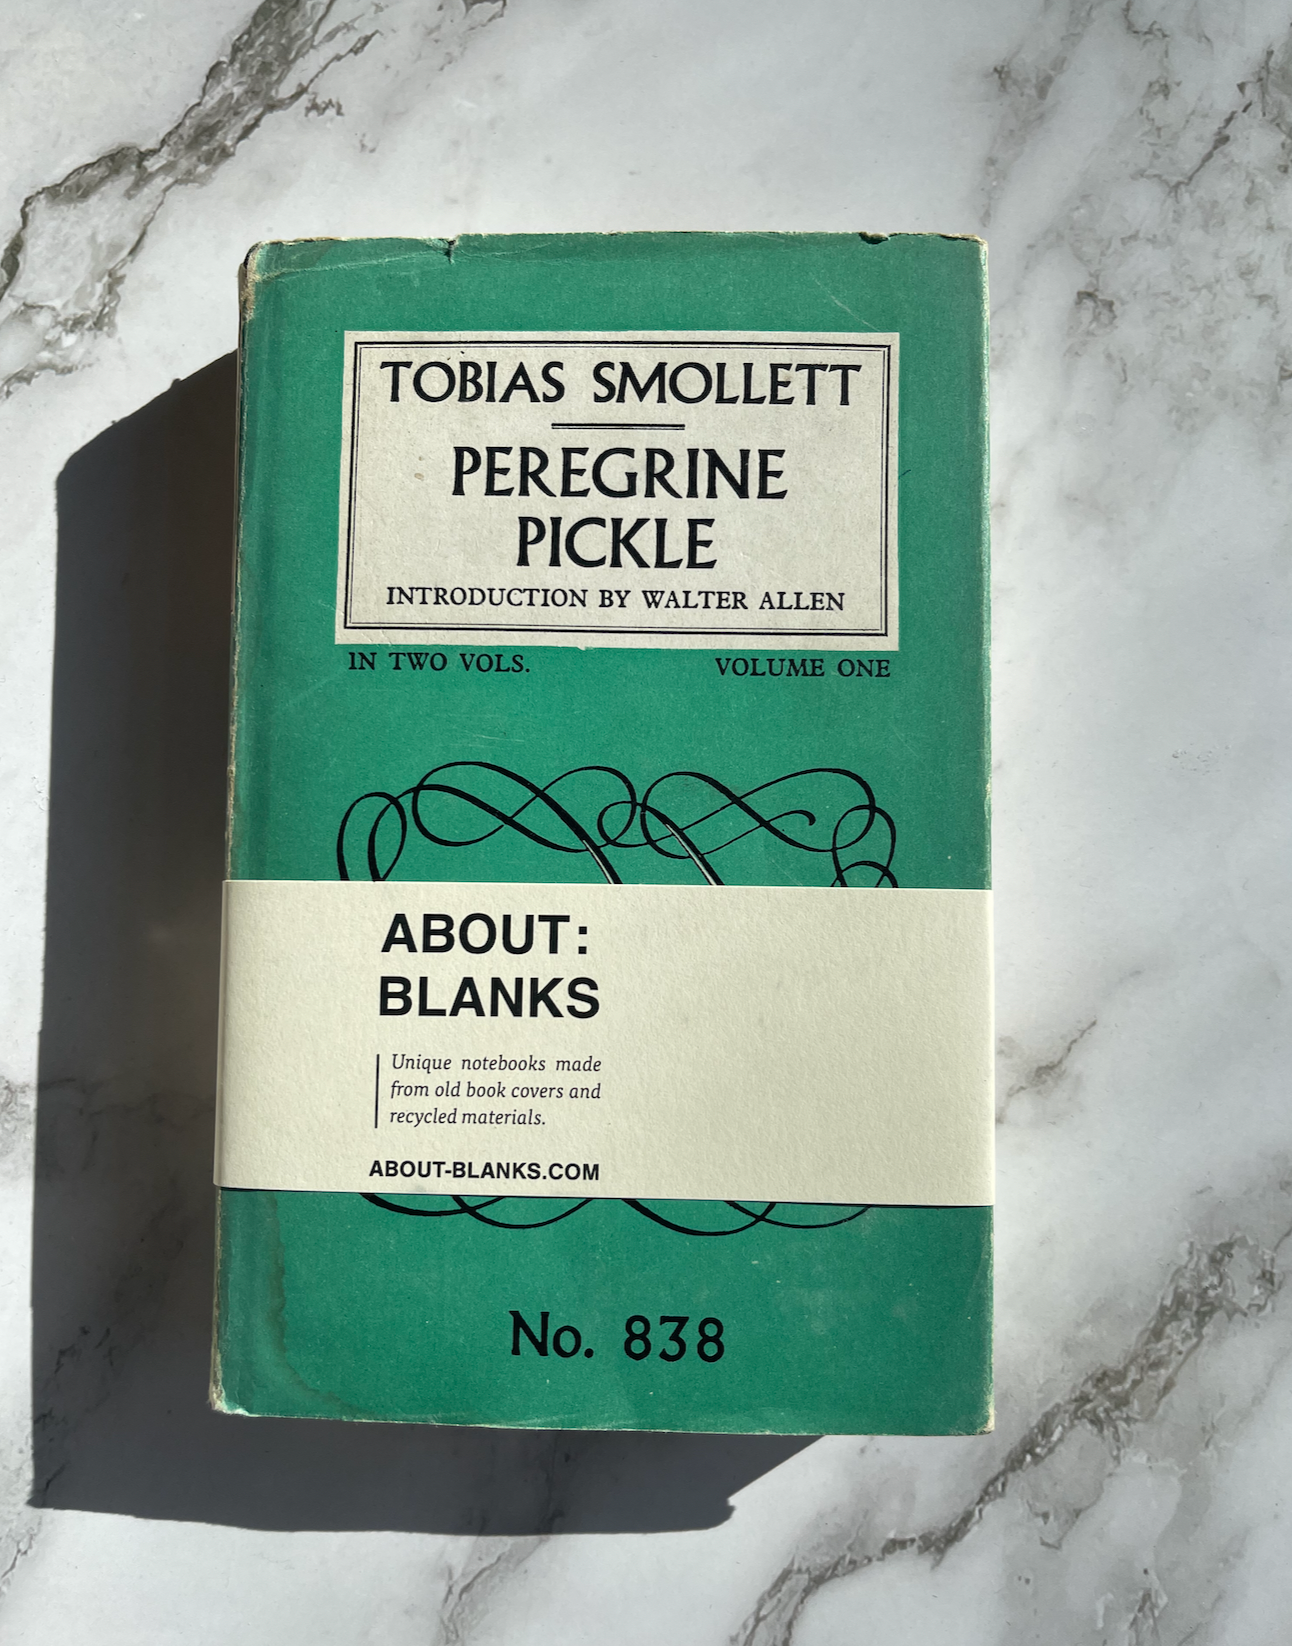 TOBIAS SMOLLETT
PEREGRINE
PICKLE
INTRODUCTION BY WALTER ALLEN
IN TWO VOLS. VOLUME ONE
ABOUT:
BLANKS
Unique notebooks made
from old book covers and
recycled materials.
ABOUT-BLANKS.COM
No. 838